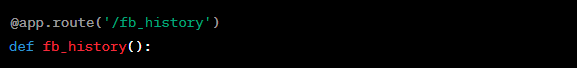 @app.route('/fb_history')
def fb_history():